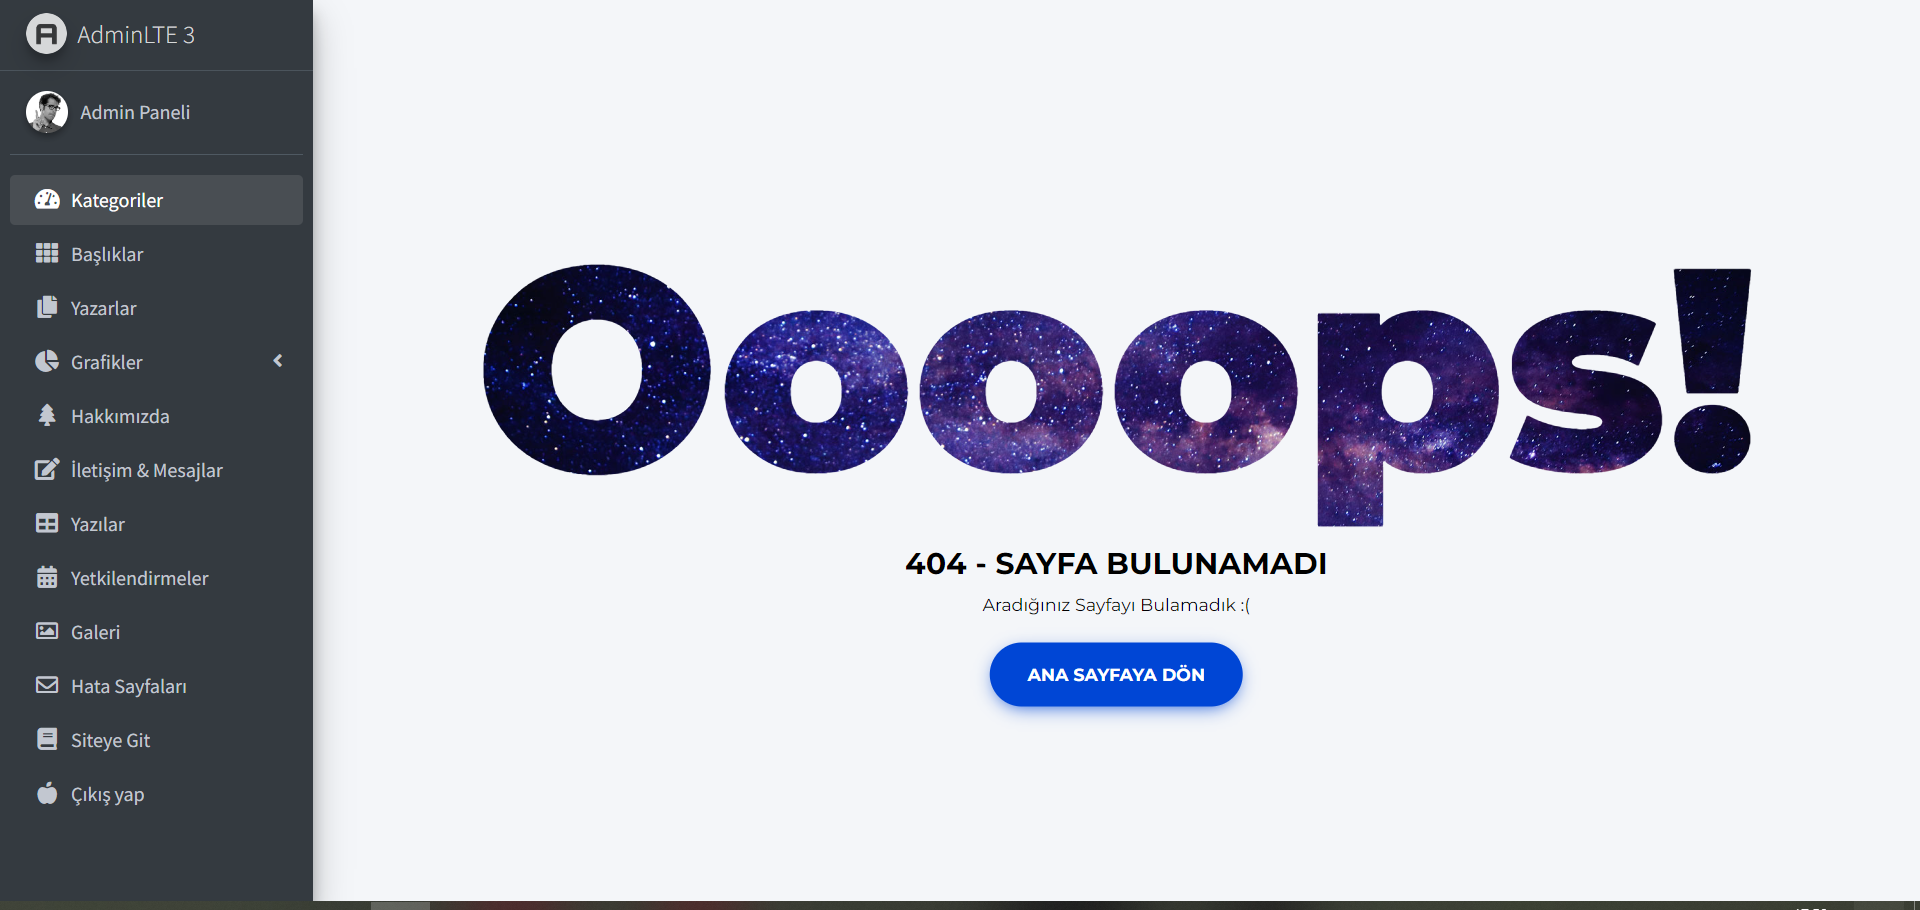 AdminLTE 3
Admin Paneli
Kategoriler
Başlıklar
Yazarlar
Grafikler
Hakkımızda
İletişim & Mesajlar
Yazılar
Yetkilendirmeler
Galeri
Hata Sayfaları
Siteye Git
Çıkış yap
Oooops!
404 - SAYFA BULUNAMADI
Aradığınız Sayfayı Bulamadık :(
ANA SAYFAYA DÖN